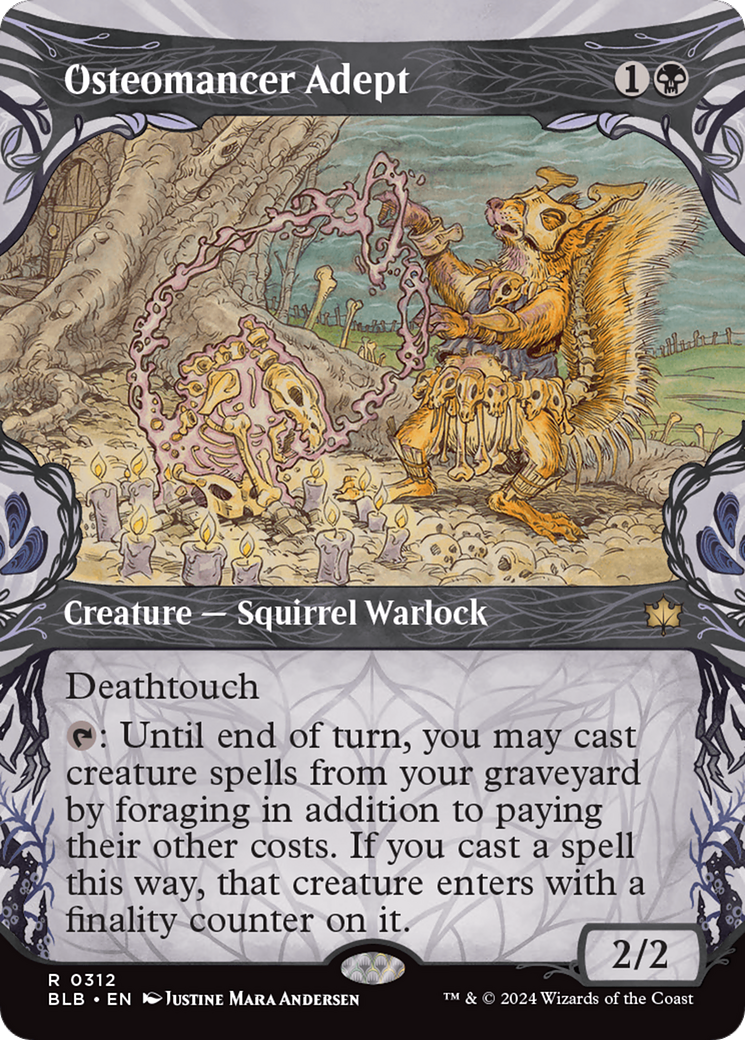 Osteomancer Adept 1
Creature — Squirrel Warlock
Deathtouch
: Until end of turn, you may cast
creature spells from your graveyard
by foraging in addition to paying
their other costs. If you cast a spell
this way, that creature enters with a
finality counter on it.
2/2
R 0312
BLB • EN Justine Mara Andersen
™ & © 2024 Wizards of the Coast